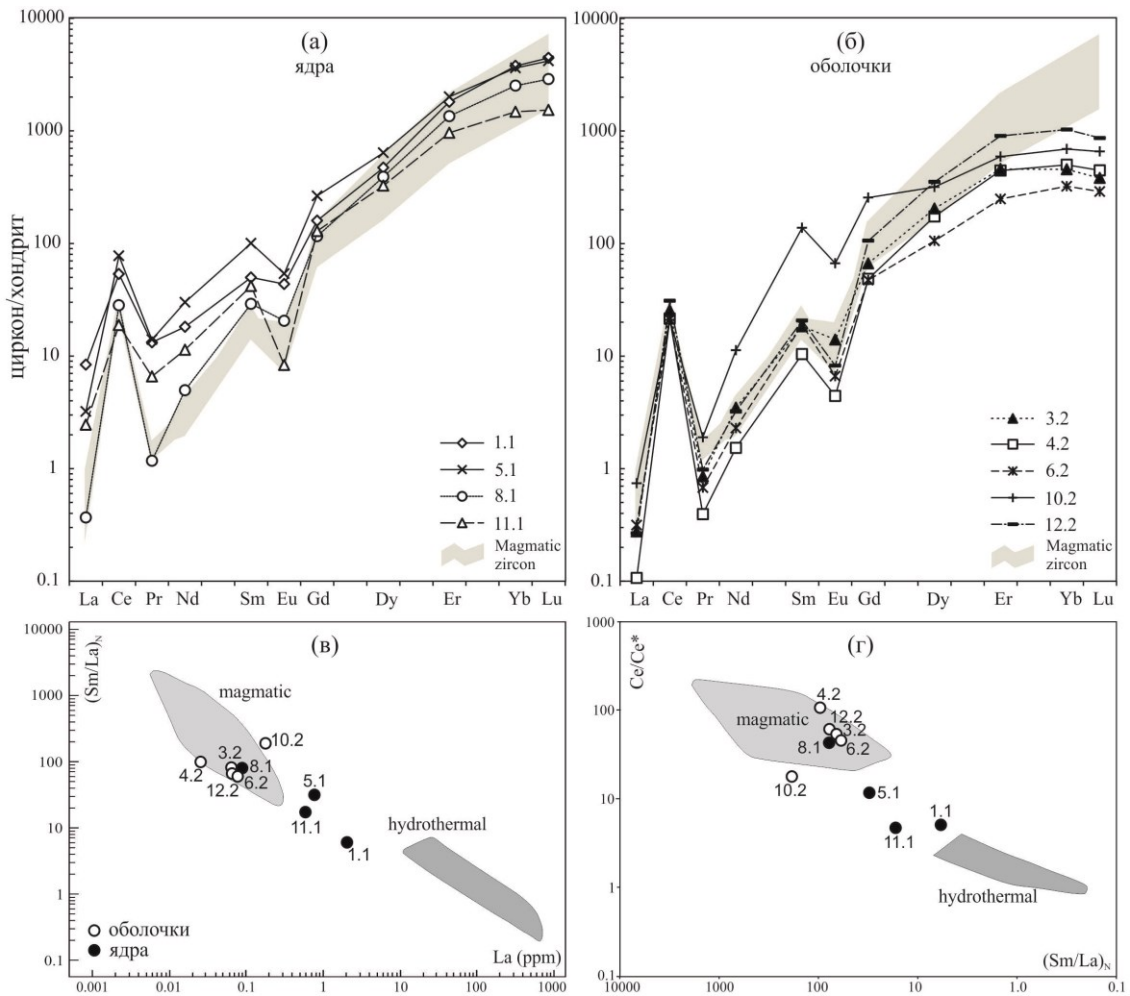 (а)
ядра
циркон/хондрит
10000
1000
100
10
1
0.1
La Ce Pr Nd Sm Eu Gd Dy Er Yb Lu
1.1
5.1
8.1
11.1
Magmatic
zircon
(б)
оболочки
10000
1000
100
10
1
0.1
La Ce Pr Nd Sm Eu Gd Dy Er Yb Lu
3.2
4.2
6.2
10.2
12.2
Magmatic
zircon
(в)
(Sm/La)N
10000
1000
100
10
1
0.1
magmatic
10.2
3.2
8.1
4.2
12.2
6.2
5.1
11.1
1.1
hydrothermal
оболочки
ядра
La (ppm)
0.001 0.01 0.1 1 10 100 1000
(г)
Ce/Ce*
1000
100
10
1
0.1
magmatic
4.2
12.2
3.2
8.1
6.2
10.2
5.1
11.1
1.1
hydrothermal
(Sm/La)N
10000 1000 100 10 1.0 0.1